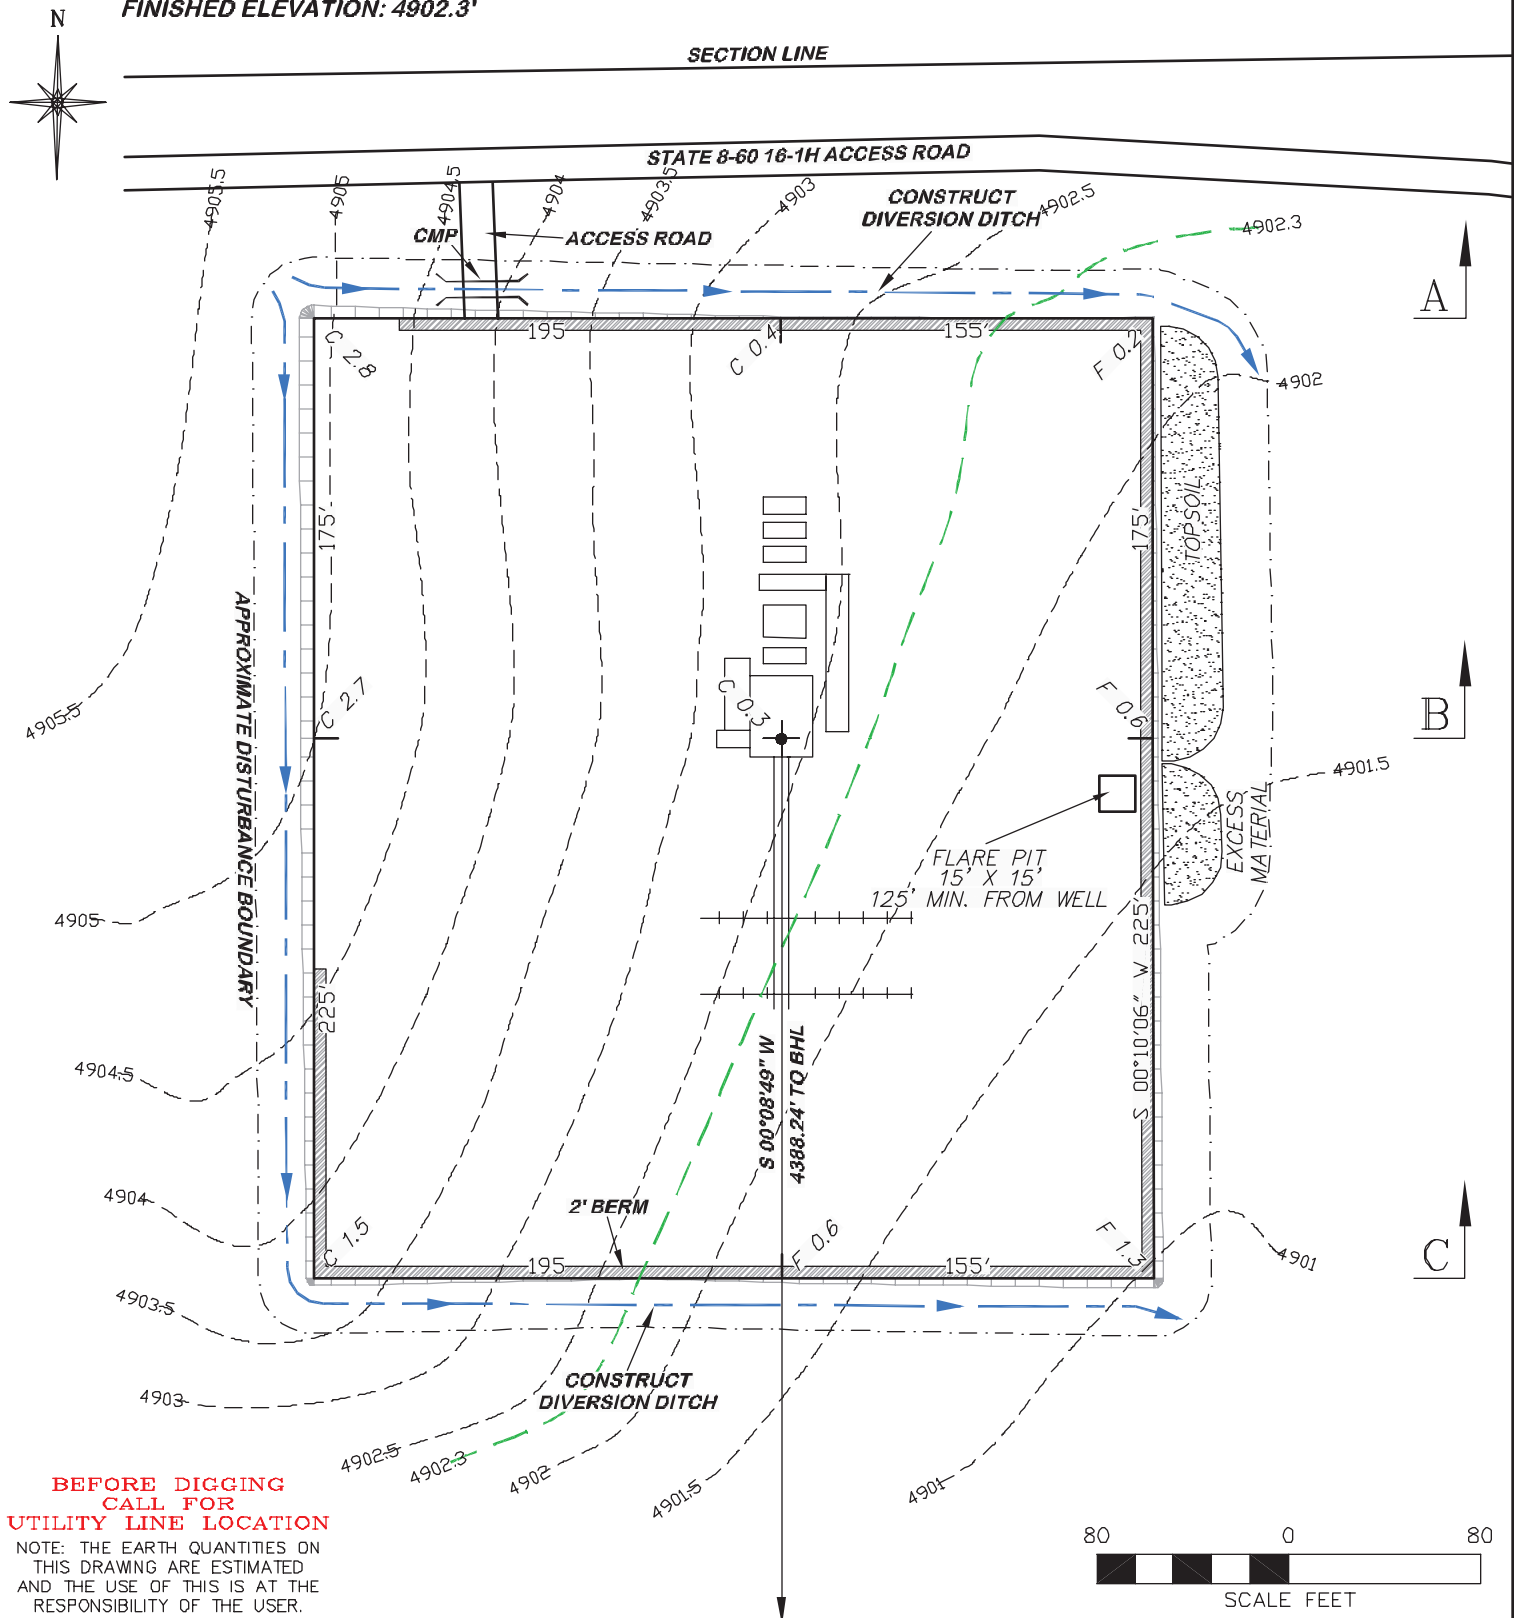 FINISHED ELEVATION: 4902.3'
N
SECTION LINE
STATE 8-60 16-1H ACCESS ROAD
4905.5
4905
4904.5
4904
4903.5
4903
CONSTRUCT
DIVERSION DITCH
4902.5
4902.3
CMP
ACCESS ROAD
A
195
155'
C 2.8
C 0.4
F 0.2
4902
175'
175'
TOPSOIL
APPROXIMATE DISTURBANCE BOUNDARY
C 2.7
C 0.3
F 0.6
B
4905.5
4901.5
EXCESS
MATERIAL
FLARE PIT
15' X 15'
125' MIN. FROM WELL
4905
225'
S 00°10'06" W 225'
S 00°08'49" W
4388.24' TO BHL
4904.5
4904
2' BERM
C 1.5
F 0.6
F 1.3
195
155'
4901
C
4903.5
4903
CONSTRUCT
DIVERSION DITCH
4902.5
4902.3
4902
4901.5
4901
BEFORE DIGGING
CALL FOR
UTILITY LINE LOCATION
NOTE: THE EARTH QUANTITIES ON
THIS DRAWING ARE ESTIMATED
AND THE USE OF THIS IS AT THE
RESPONSIBILITY OF THE USER.
80 0 80
SCALE FEET